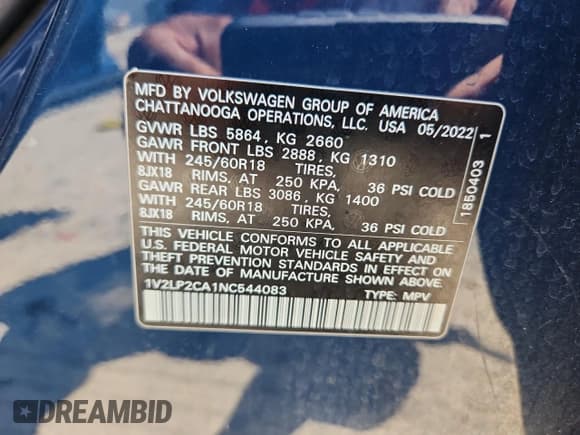 MFD BY VOLKSWAGEN GROUP OF AMERICA
CHATTANOOGA OPERATIONS, LLC. USA 05/2022
GVWR LBS 5864 , KG 2660
GAWR FRONT LBS 2888 , KG 1310
WITH 245/60R18 TIRES,
8JX18 RIMS, AT 250 KPA, 36 PSI COLD
GAWR REAR LBS 3086 , KG 1400
WITH 245/60R18 TIRES,
8JX18 RIMS, AT 250 KPA, 36 PSI COLD
THIS VEHICLE CONFORMS TO ALL APPLICABLE
U.S. FEDERAL MOTOR VEHICLE SAFETY AND
THEFT PREVENTION STANDARDS IN EFFECT ON
THE DATE OF MANUFACTURE SHOWN ABOVE.
1V2LP2CA1NC544083
TYPE: MPV
1850403 1
DREAMBID